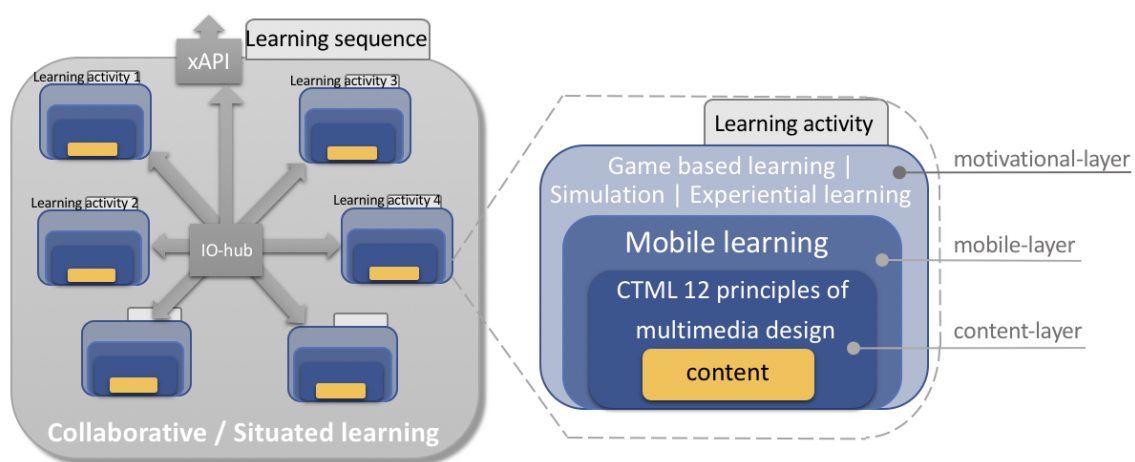 Learning sequence
xAPI
Learning activity 1
Learning activity 3
Learning activity 2
Learning activity 4
IO-hub
Collaborative / Situated learning
Learning activity
Game based learning |
Simulation | Experiential learning
Mobile learning
CTML 12 principles of
multimedia design
content
motivational-layer
mobile-layer
content-layer